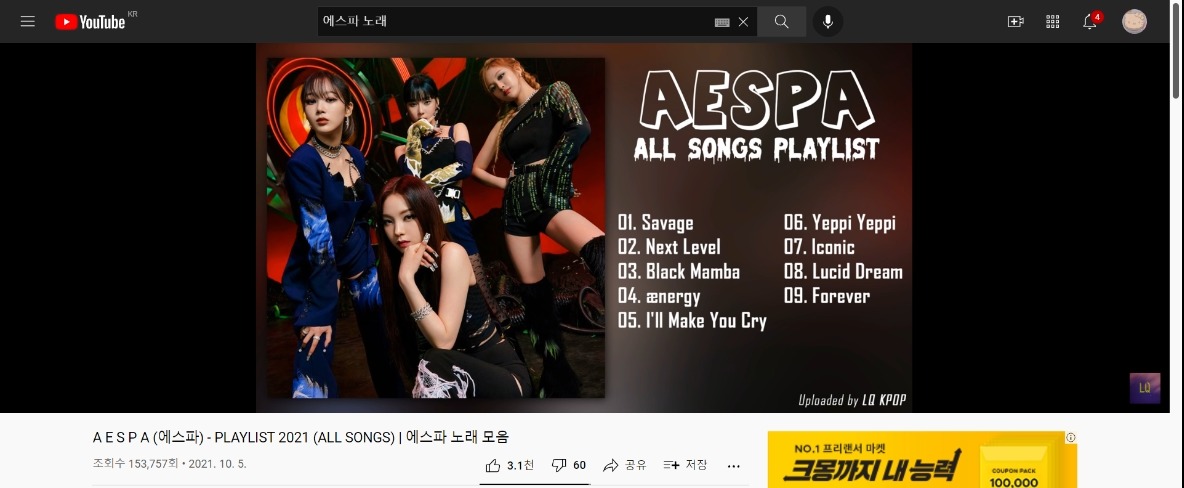 YouTube KR
에스파 노래
4
AESPA
ALL SONGS PLAYLIST
01. Savage
02. Next Level
03. Black Mamba
04. ænergy
05. I'll Make You Cry
06. Yeppi Yeppi
07. Iconic
08. Lucid Dream
09. Forever
LQ
Uploaded by LQ KPOP
A E S P A (에스파) - PLAYLIST 2021 (ALL SONGS) | 에스파 노래 모음
조회수 153,757회 • 2021. 10. 5.
3.1천
60
공유
저장
NO.1 프리랜서 마켓
크몽까지 내 능력
COUPON PACK
100,000